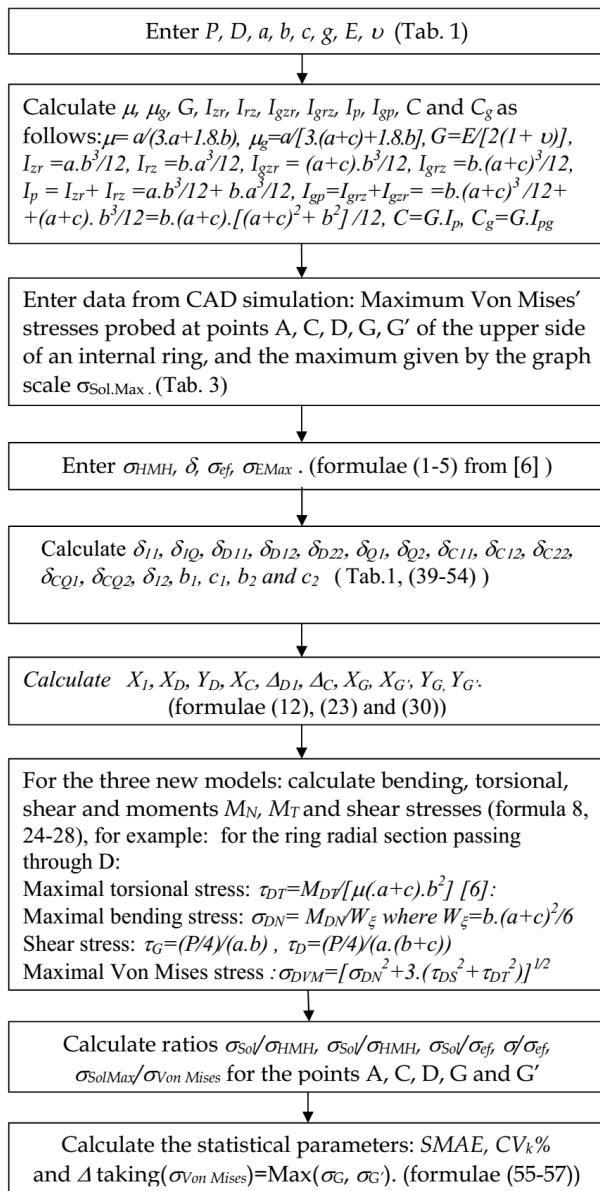 Enter P, D, a, b, c, g, E, υ (Tab. 1)
Calculate μ, μg, G, Izr, Irz, Igzr, Igrz, Ip, Igp, C and Cg as
follows:μ= a/(3.a+1.8.b), μg=a/[3.(a+c)+1.8.b], G=E/[2(1+ υ)],
Izr =a.b³/12, Irz =b.a³/12, Igzr = (a+c).b³/12, Igrz =b.(a+c)³/12,
Ip = Izr+ Irz =a.b³/12+ b.a³/12, Igp=Igrz+Igzr= =b.(a+c)³ /12+
+(a+c). b³/12=b.(a+c).[(a+c)²+ b²] /12, C=G.Ip, Cg=G.Ipg
Enter data from CAD simulation: Maximum Von Mises’
stresses probed at points A, C, D, G, G’ of the upper side
of an internal ring, and the maximum given by the graph
scale σSol.Max . (Tab. 3)
Enter σHMH, δ, σef, σEMax . (formulae (1-5) from [6] )
Calculate δ11, δ1Q, δD11, δD12, δD22, δQ1, δQ2, δC11, δC12, δC22,
δCQ1, δCQ2, δ12, b1, c1, b2 and c2 ( Tab.1, (39-54) )
Calculate X1, XD, YD, XC, ΔD1, ΔC, XG, XG’, YG, YG’.
(formulae (12), (23) and (30))
For the three new models: calculate bending, torsional,
shear and moments MN, MT and shear stresses (formula 8,
24-28), for example: for the ring radial section passing
through D:
Maximal torsional stress: τDT=MDT/[μ(.a+c).b²] [6]:
Maximal bending stress: σDN= MDN/Wξ where Wξ=b.(a+c)²/6
Shear stress: τG=(P/4)/(a.b) , τD=(P/4)/(a.(b+c))
Maximal Von Mises stress :σDVM=[σDN²+3.(τDS²+τDT²)]^1/2
Calculate ratios σSol/σHMH, σSol/σHMH, σSol/σef, σ/σef,
σSolMax/σVon Mises for the points A, C, D, G and G’
Calculate the statistical parameters: SMAE, CVk%
and Δ taking(σVon Mises)=Max(σG, σG’). (formulae (55-57))